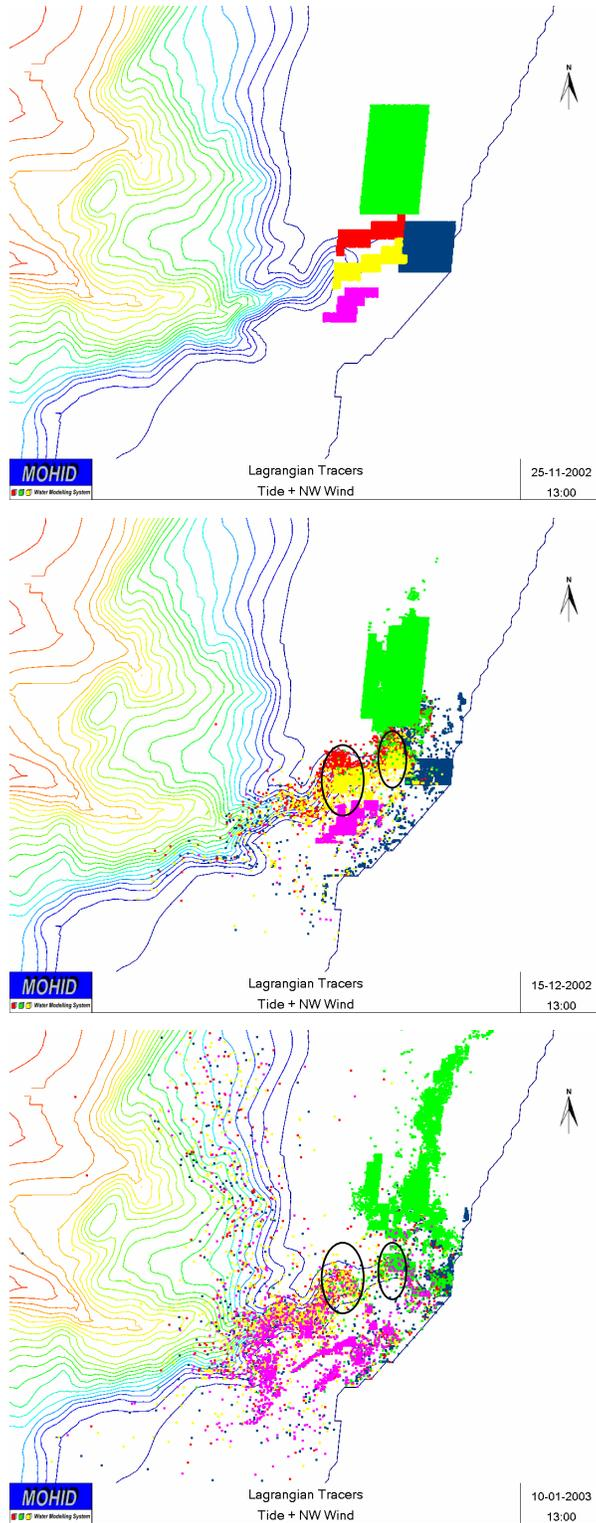 N
MOHID
Water Modelling System
Lagrangian Tracers
Tide + NW Wind
25-11-2002
13:00
N
MOHID
Water Modelling System
Lagrangian Tracers
Tide + NW Wind
15-12-2002
13:00
N
MOHID
Water Modelling System
Lagrangian Tracers
Tide + NW Wind
10-01-2003
13:00